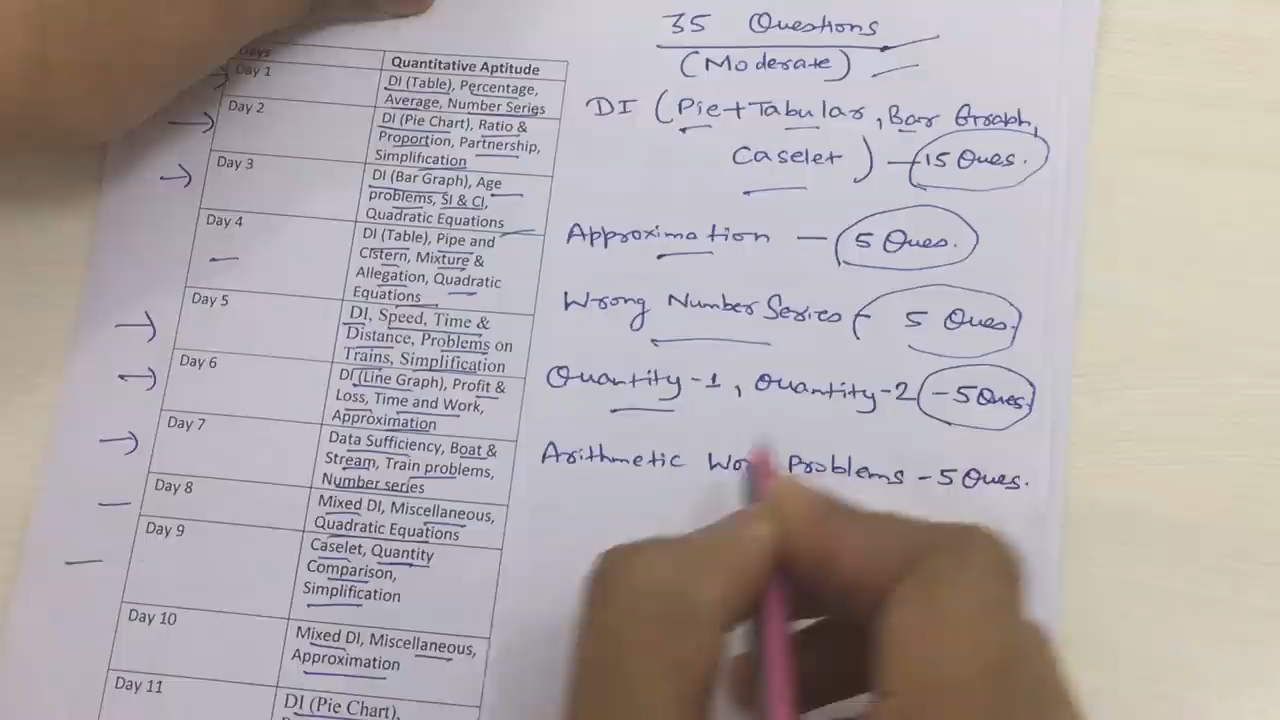 Days
Quantitative Aptitude
Day 1
DI (Table), Percentage,
Average, Number Series
Day 2
DI (Pie Chart), Ratio &
Proportion, Partnership,
Simplification
Day 3
DI (Bar Graph), Age
problems, SI & CI,
Quadratic Equations
Day 4
DI (Table), Pipe and
Cistern, Mixture &
Allegation, Quadratic
Equations
Day 5
DI, Speed, Time &
Distance, Problems on
Trains, Simplification
Day 6
DI (Line Graph), Profit &
Loss, Time and Work,
Approximation
Day 7
Data Sufficiency, Boat &
Stream, Train problems,
Number series
Day 8
Mixed DI, Miscellaneous,
Quadratic Equations
Day 9
Caselet, Quantity
Comparison,
Simplification
Day 10
Mixed DI, Miscellaneous,
Approximation
Day 11
DI (Pie Chart),
35 Questions
(Moderate)
DI (Pie+Tabular, Bar Graph,
Caselet) - 15 Ques.
Approximation - 5 Ques.
Wrong Number Series - 5 Ques.
Quantity-1, Quantity-2 - 5 Ques.
Arithmetic Problems - 5 Ques.